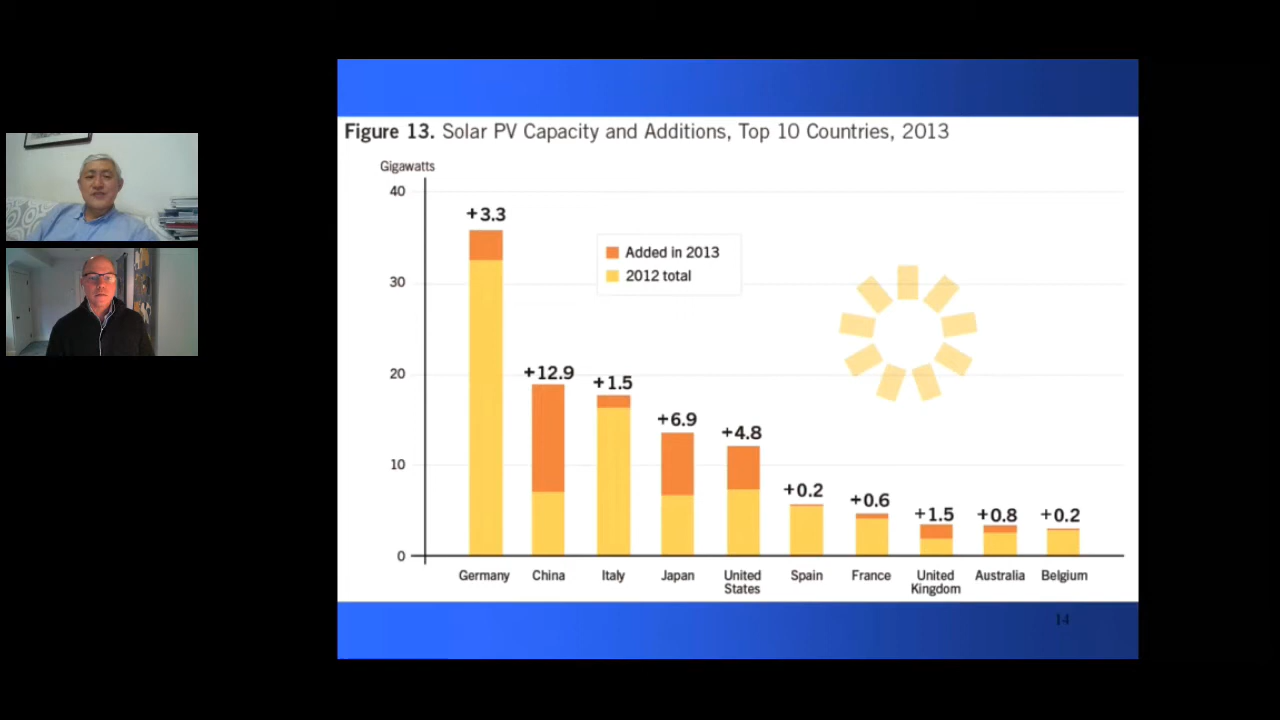 Figure 13. Solar PV Capacity and Additions, Top 10 Countries, 2013
Gigawatts
40
30
20
10
0
+3.3
+12.9
+1.5
+6.9
+4.8
+0.2
+0.6
+1.5
+0.8
+0.2
Added in 2013
2012 total
Germany
China
Italy
Japan
United
States
Spain
France
United
Kingdom
Australia
Belgium
14